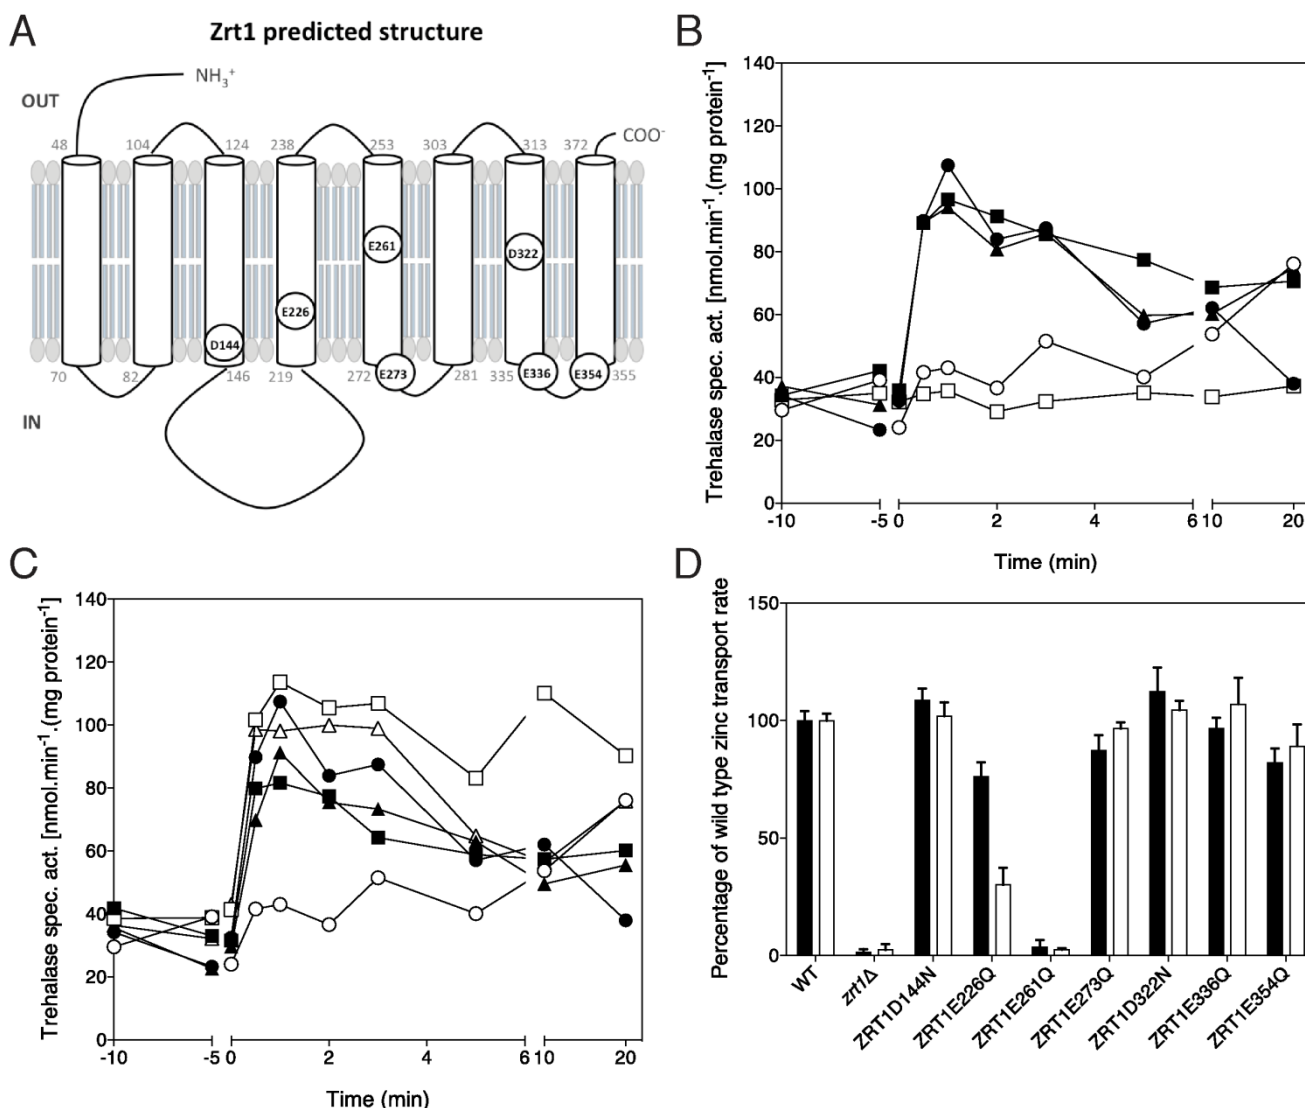 A
Zrt1 predicted structure
NH₃⁺
OUT
COO⁻
48
104
124
238
253
303
313
372
E261
D322
E226
D144
E273
E336
E354
70
82
146
219
272
281
335
355
IN
B
Trehalase spec. act. [nmol.min⁻¹.(mg protein⁻¹]
140
120
100
80
60
40
20
0
-10
-5
0
2
4
6
10
20
Time (min)
C
Trehalase spec. act. [nmol.min⁻¹.(mg protein⁻¹]
140
120
100
80
60
40
20
0
-10
-5
0
2
4
6
10
20
Time (min)
D
Percentage of wild type zinc transport rate
150
100
50
0
WT
zrt1Δ
ZRT1D144N
ZRT1E226Q
ZRT1E261Q
ZRT1E273Q
ZRT1D322N
ZRT1E336Q
ZRT1E354Q